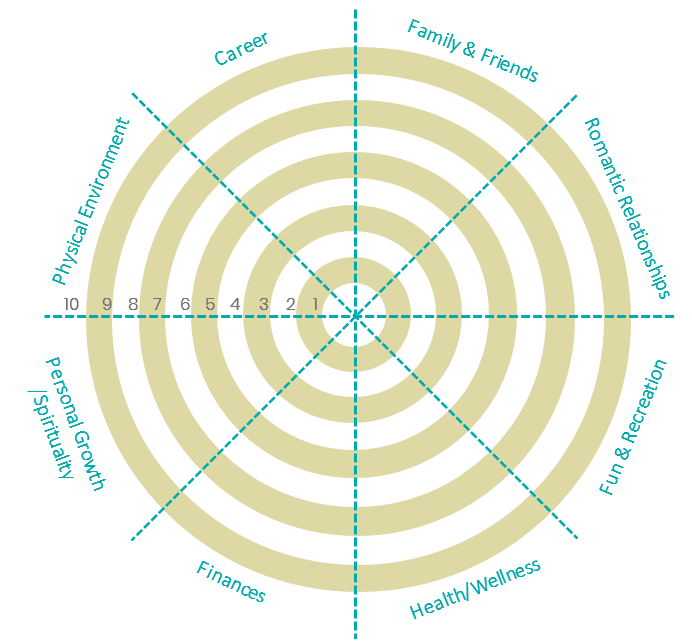 Career
Family & Friends
Physical Environment
Romantic Relationships
10 9 8 7 6 5 4 3 2 1
Personal Growth
/Spirituality
Fun & Recreation
Finances
Health/Wellness